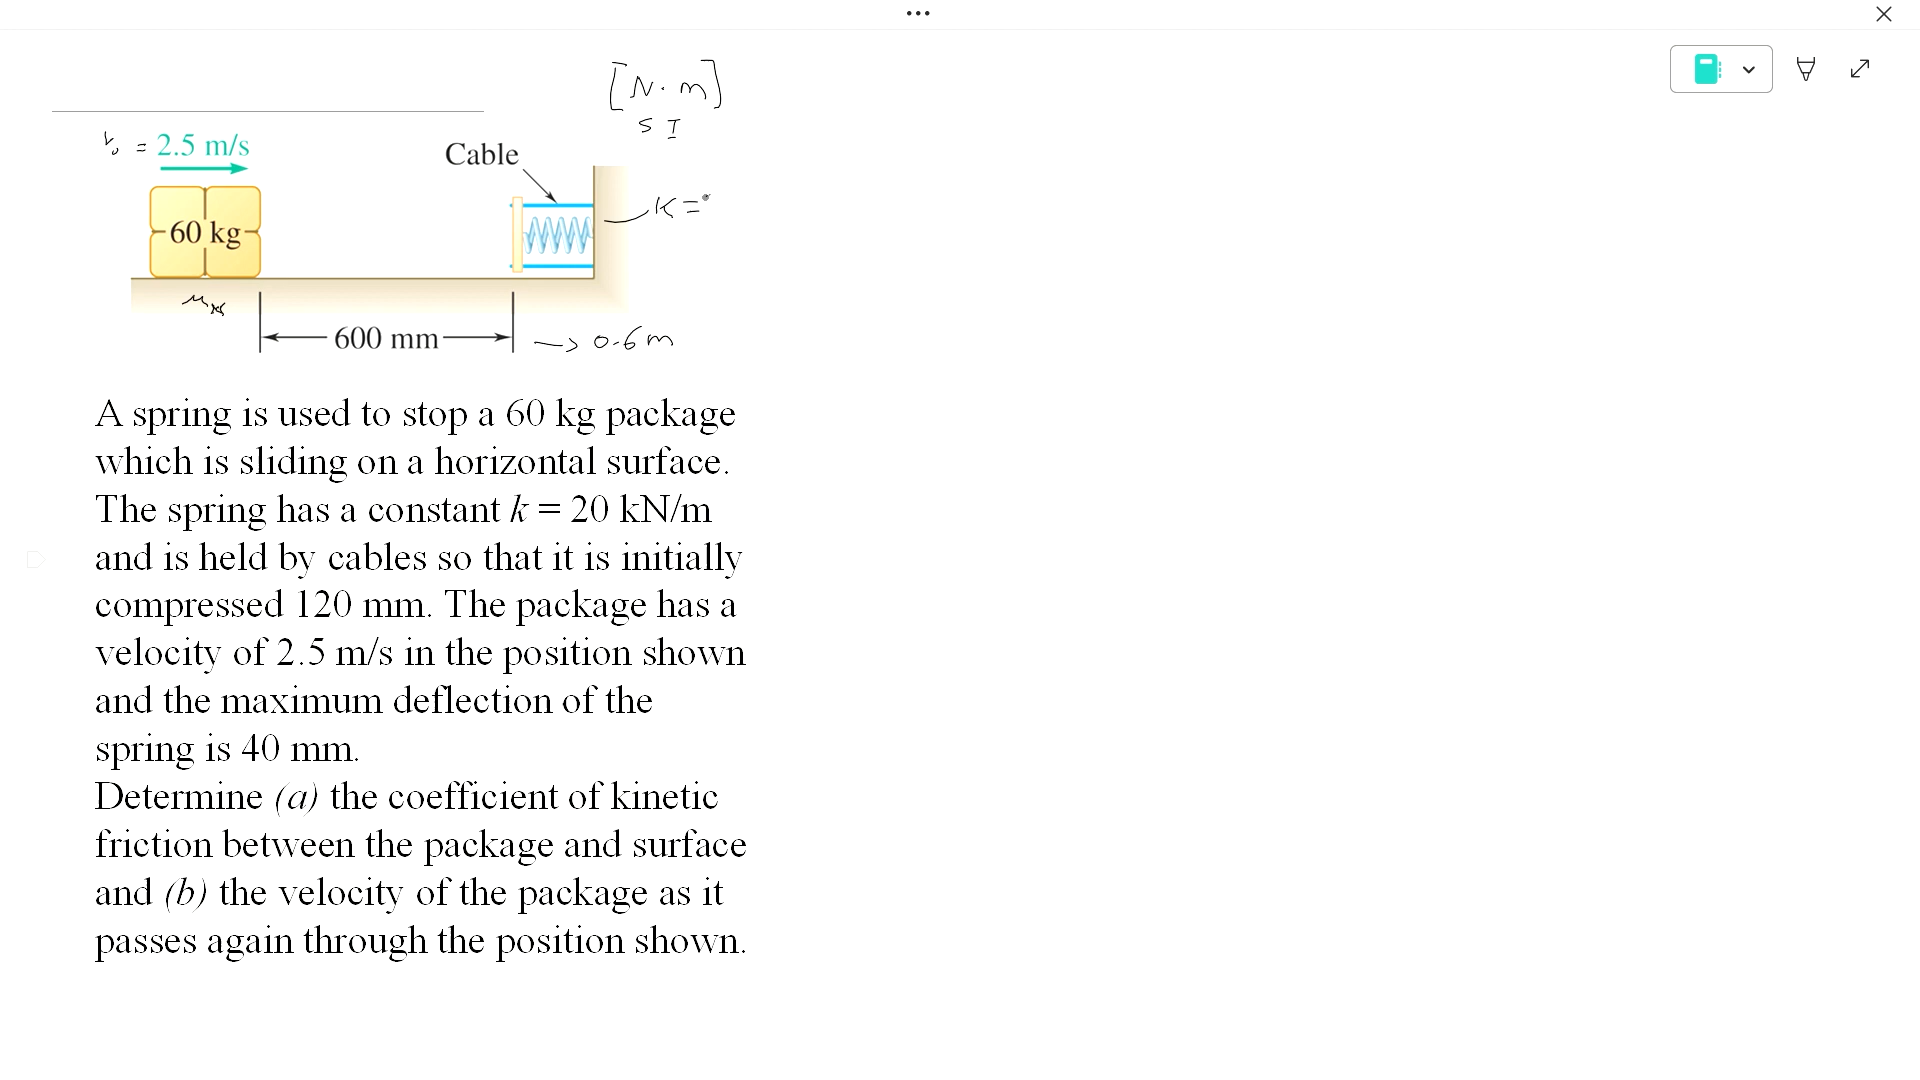 [N·m]
SI
v₀ = 2.5 m/s
Cable
K =
60 kg
μk
600 mm
→ 0.6m
A spring is used to stop a 60 kg package
which is sliding on a horizontal surface.
The spring has a constant k = 20 kN/m
and is held by cables so that it is initially
compressed 120 mm. The package has a
velocity of 2.5 m/s in the position shown
and the maximum deflection of the
spring is 40 mm.
Determine (a) the coefficient of kinetic
friction between the package and surface
and (b) the velocity of the package as it
passes again through the position shown.